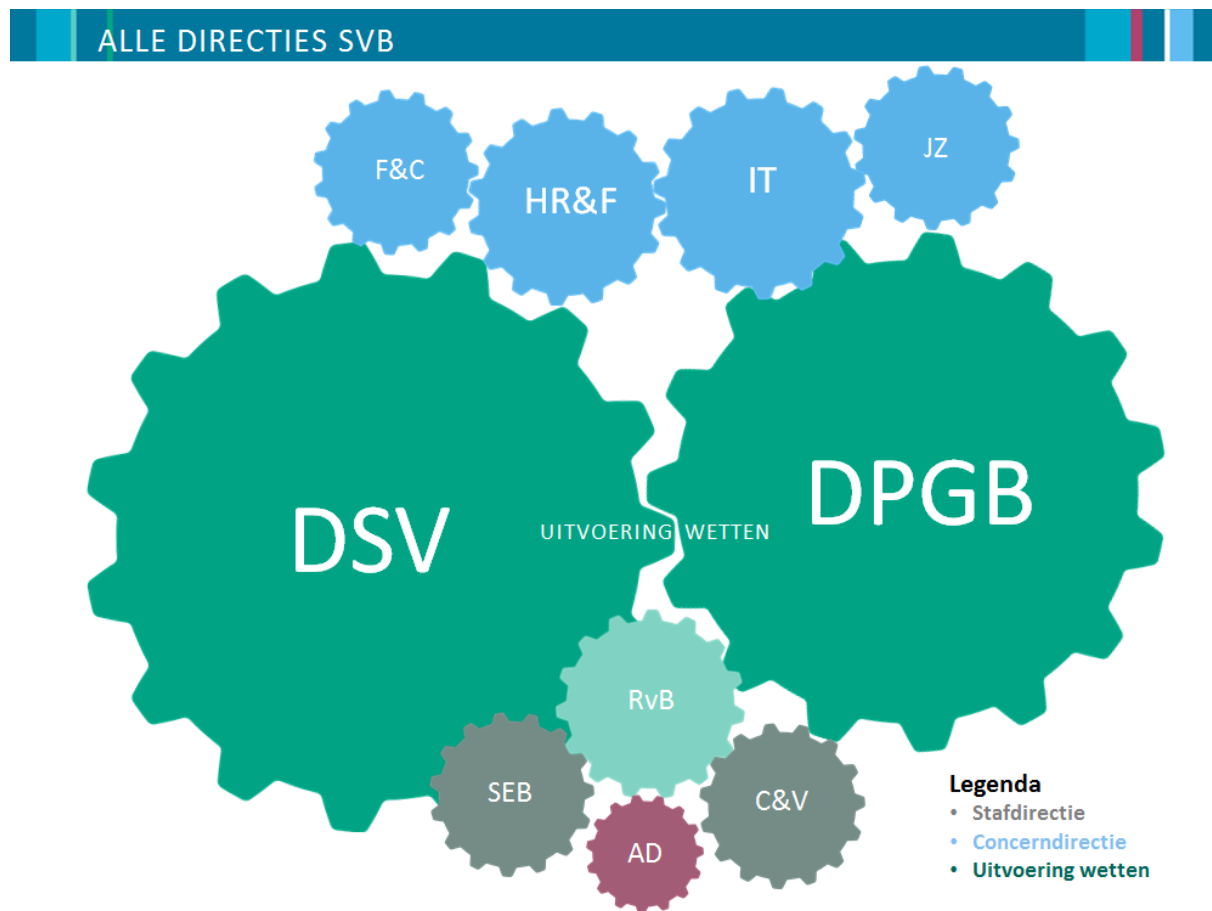 ALLE DIRECTIES SVB
F&C
HR&F
IT
JZ
DSV
DPGB
UITVOERING WETTEN
RvB
SEB
C&V
AD
Legenda
• Stafdirectie
• Concerndirectie
• Uitvoering wetten